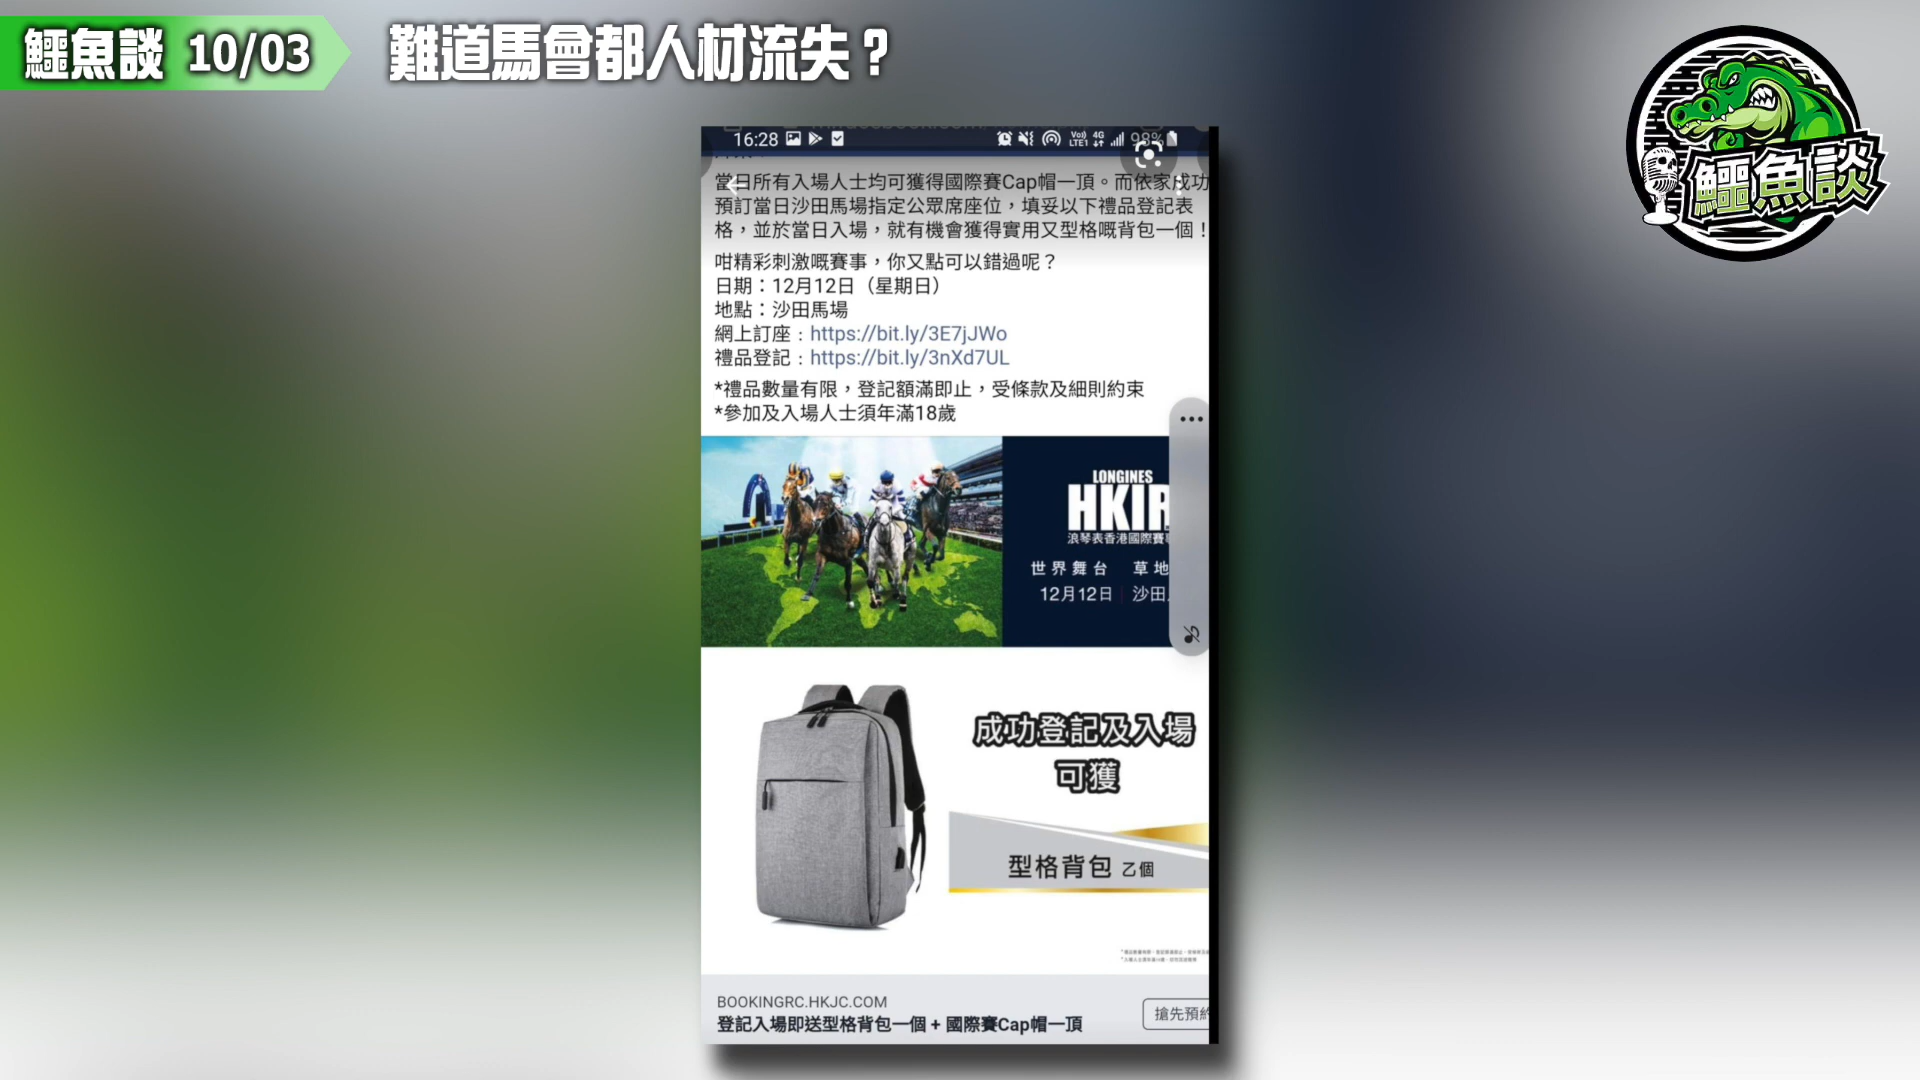 鱷魚談 10/03 難道馬會都人材流失？
鱷魚談
16:28
98%
當日所有入場人士均可獲得國際賽Cap帽一頂。而依家成功
預訂當日沙田馬場指定公眾席座位，填妥以下禮品登記表
格，並於當日入場，就有機會獲得實用又型格嘅背包一個！
咁精彩刺激嘅賽事，你又點可以錯過呢？
日期：12月12日（星期日）
地點：沙田馬場
網上訂座：https://bit.ly/3E7jJWo
禮品登記：https://bit.ly/3nXd7UL
*禮品數量有限，登記額滿即止，受條款及細則約束
*參加及入場人士須年滿18歲
LONGINES
HKIR
浪琴表香港國際賽
世界舞台 草地
12月12日 沙田
成功登記及入場
可獲
型格背包 乙個
BOOKINGRC.HKJC.COM
登記入場即送型格背包一個 + 國際賽Cap帽一頂
搶先預約